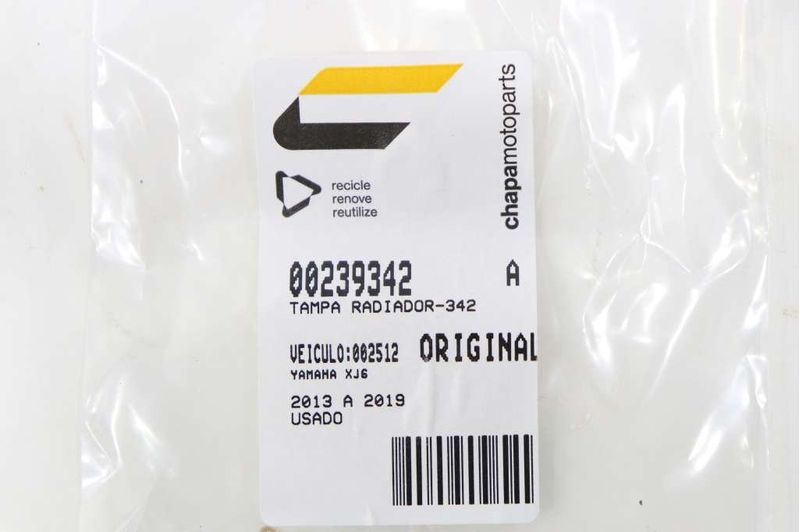 chapamotoparts
recicle
renove
reutilize
00239342 A
TAMPA RADIADOR-342
VEICULO:002512 ORIGINAL
YAMAHA XJ6
2013 A 2019
USADO